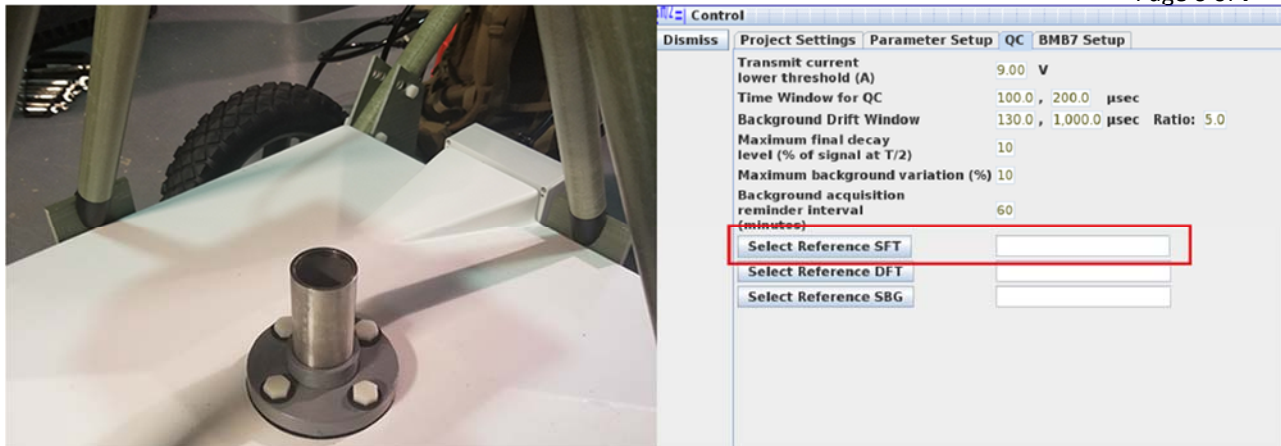 Control
Dismiss Project Settings Parameter Setup QC BMB7 Setup
Transmit current
lower threshold (A) 9.00 V
Time Window for QC 100.0 , 200.0 μsec
Background Drift Window 130.0 , 1,000.0 μsec Ratio: 5.0
Maximum final decay
level (% of signal at T/2) 10
Maximum background variation (%) 10
Background acquisition
reminder interval 60
(minutes)
Select Reference SFT
Select Reference DFT
Select Reference SBG